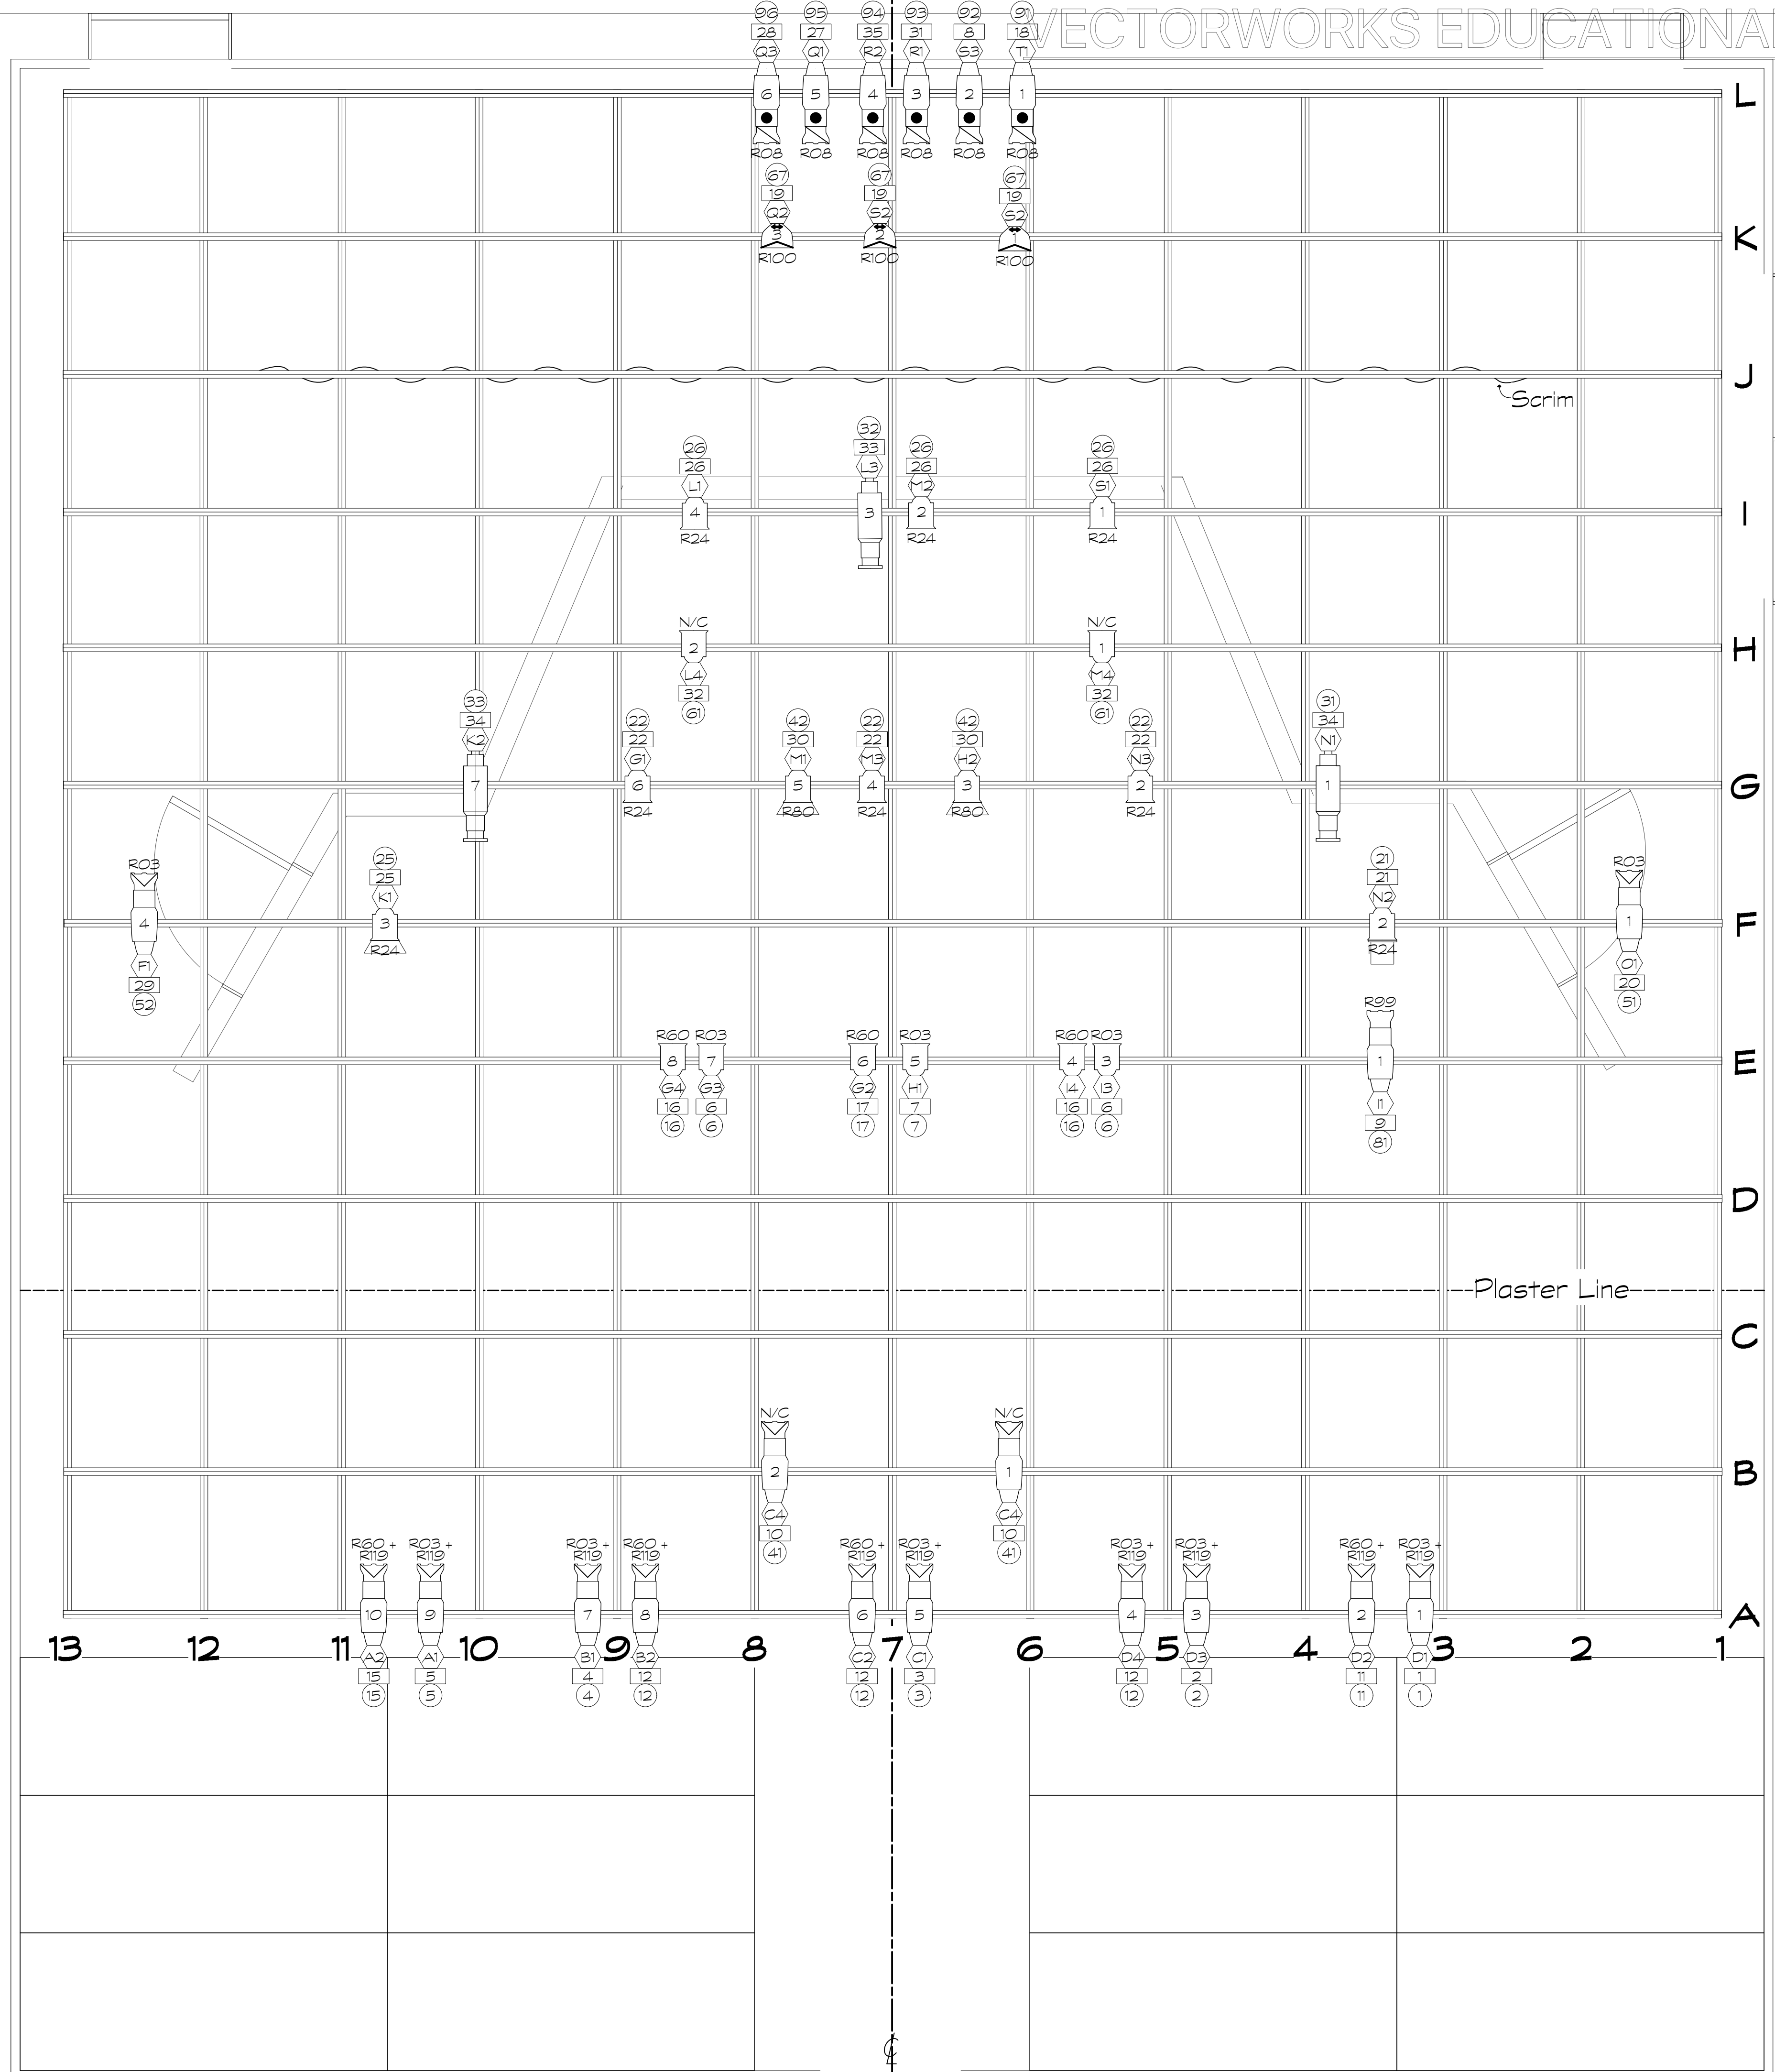 VECTORWORKS EDUCATIONA
96 95 94 93 92 91
28 27 35 31 8 18
Q3 Q1 R2 R1 S3 T1
6 5 4 3 2 1 L
R08 R08 R08 R08 R08 R08
67 67 67
19 19 19
Q2 S2 S2
3 2 1 K
R100 R100 R100
J
Scrim
26 32 26 26
26 33 26 26
L1 L3 M2 S1
4 3 2 1 I
R24 R24 R24
N/C N/C
2 1 H
L4 M4
32 32
61 61
33 31
34 34
K2 N1
22 42 22 42 22
22 30 22 30 22
G1 M1 M3 H2 N3
7 6 5 4 3 2 1 G
R24 R80 R24 R80 R24
25 21
25 21
K1 N2
R03 R03
4 3 2 1 F
R24 R24
F1 O1
29 20
52 51
R60 R03 R60 R03 R60 R03 R99
8 7 6 5 4 3 1 E
G4 G3 G2 H1 I4 I3 I1
16 6 17 7 16 6 9
16 6 17 7 16 6 81
D
Plaster Line
C
N/C N/C
2 1 B
C4 C4
10 10
41 41
R60 + R03 + R03 + R60 + R60 + R03 + R60 + R03 + R60 + R03 +
R119 R119 R119 R119 R119 R119 R119 R119 R119 R119
10 9 7 8 6 5 4 3 2 1 A
13 12 11 10 9 8 7 6 5 4 3 2 1
A2 A1 B1 B2 C2 C1 D4 D3 D2 D1
15 5 4 12 12 3 12 2 11 1
15 5 4 12 12 3 12 2 11 1
℄